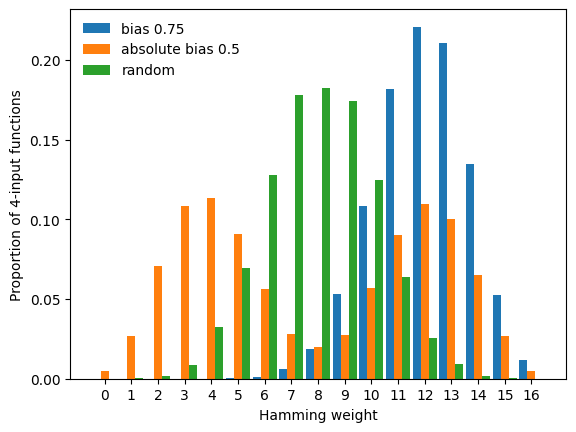 bias 0.75
absolute bias 0.5
random
Proportion of 4-input functions
0.20
0.15
0.10
0.05
0.00
0 1 2 3 4 5 6 7 8 9 10 11 12 13 14 15 16
Hamming weight